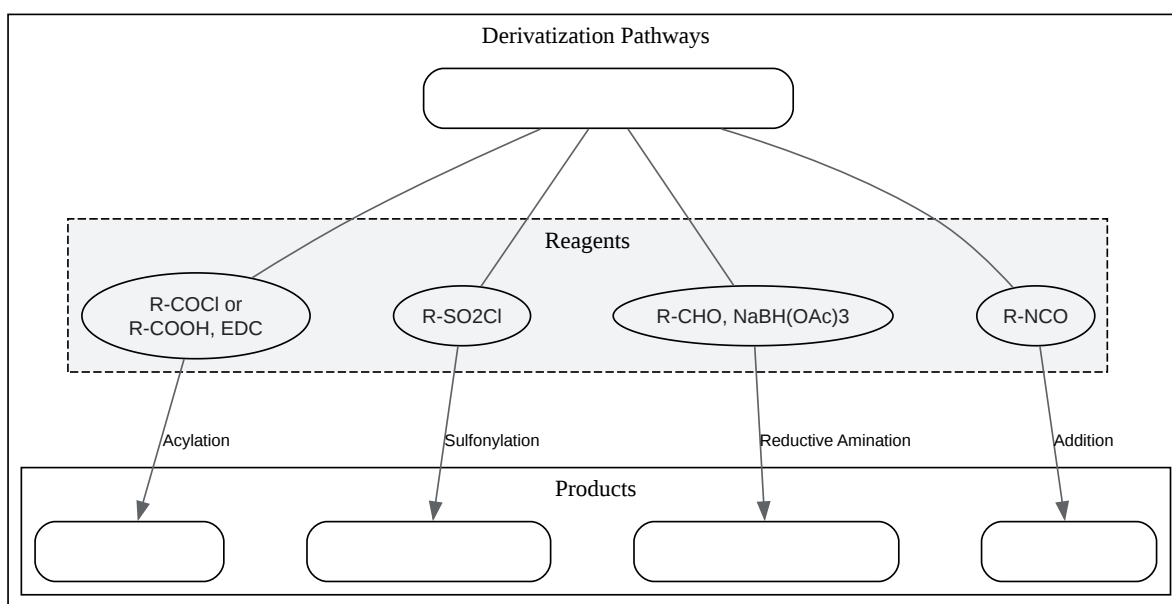 Derivatization Pathways
Reagents
R-COCl or
R-COOH, EDC
R-SO2Cl
R-CHO, NaBH(OAc)3
R-NCO
Acylation
Sulfonylation
Reductive Amination
Addition
Products